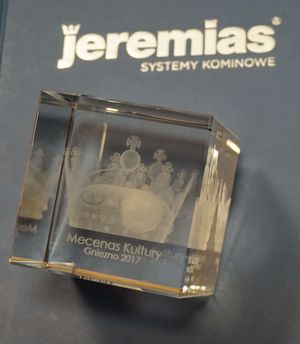 jeremias®
SYSTEMY KOMINOWE
Mecenas Kultury
Gniezno 2017